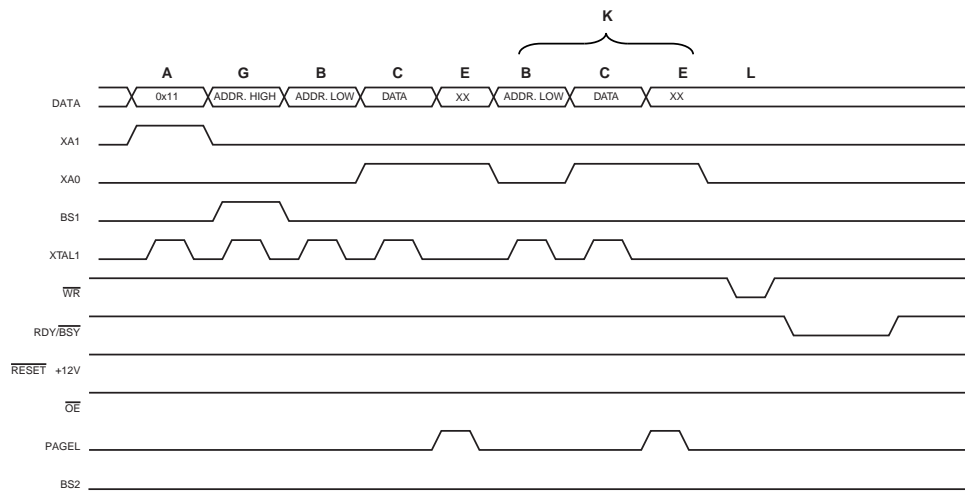 K
A G B C E B C E L
DATA 0x11 ADDR. HIGH ADDR. LOW DATA XX ADDR. LOW DATA XX
XA1
XA0
BS1
XTAL1
WR
RDY/BSY
RESET +12V
OE
PAGEL
BS2